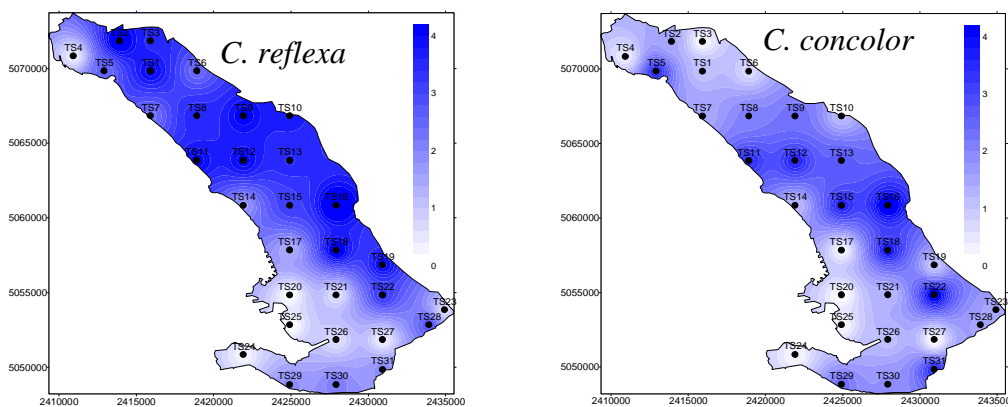 C. reflexa
TS2 TS3
TS4
TS5 TS1 TS6
TS7 TS8 TS9 TS10
TS11 TS12 TS13
TS14 TS15 TS16
TS17 TS18
TS19
TS20 TS21 TS22
TS23
TS25 TS28
TS26 TS27
TS24
TS31
TS29 TS30
5070000
5065000
5060000
5055000
5050000
2410000 2415000 2420000 2425000 2430000 2435000
4
3
2
1
0
C. concolor
TS2 TS3
TS4
TS5 TS1 TS6
TS7 TS8 TS9 TS10
TS11 TS12 TS13
TS14 TS15 TS16
TS17 TS18
TS19
TS20 TS21 TS22
TS23
TS25 TS28
TS26 TS27
TS24
TS31
TS29 TS30
5070000
5065000
5060000
5055000
5050000
2410000 2415000 2420000 2425000 2430000
4
3
2
1
0